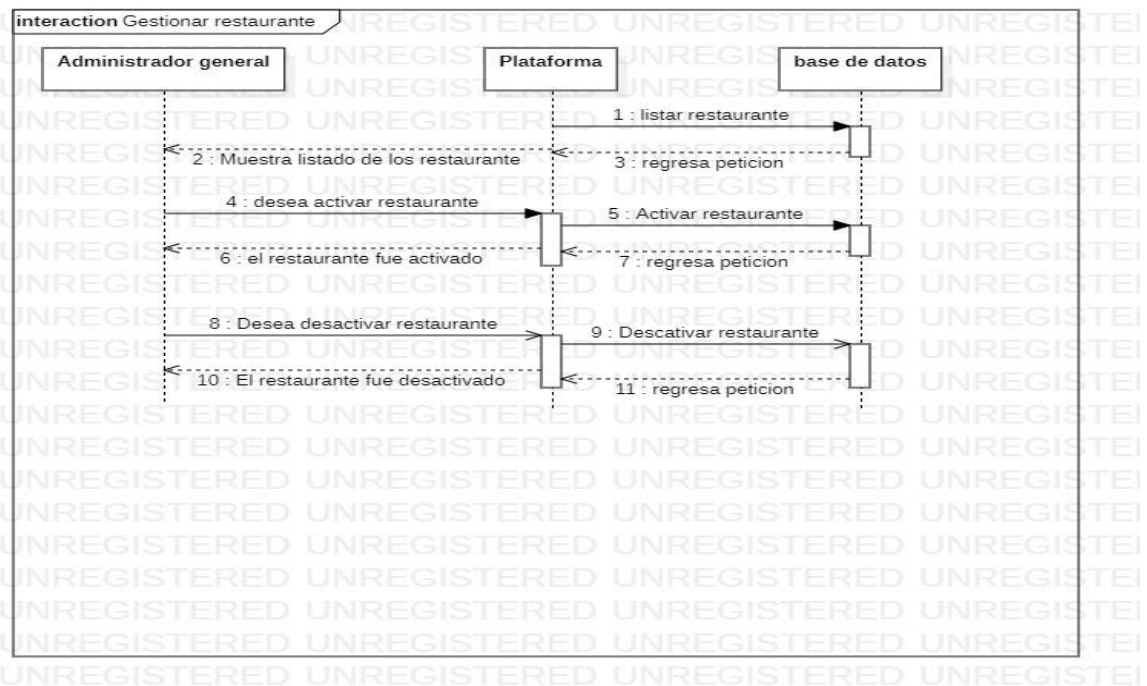 interaction Gestionar restaurante
Administrador general
Plataforma
base de datos
1 : listar restaurante
2 : Muestra listado de los restaurante
3 : regresa peticion
4 : desea activar restaurante
5 : Activar restaurante
6 : el restaurante fue activado
7 : regresa peticion
8 : Desea desactivar restaurante
9 : Descativar restaurante
10 : El restaurante fue desactivado
11 : regresa peticion
UNREGISTERED